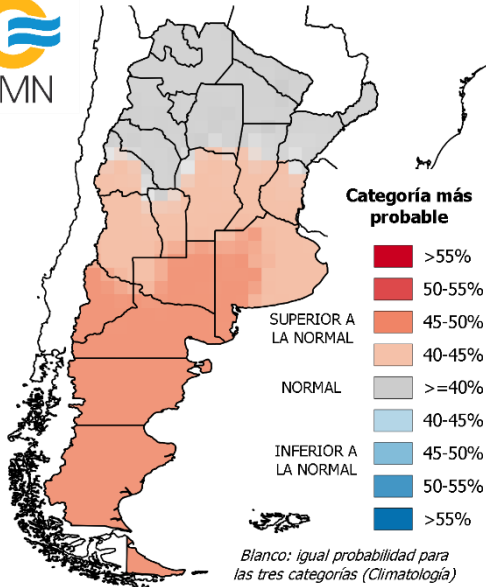 MN
Categoría más
probable
>55%
50-55%
45-50%
SUPERIOR A
LA NORMAL
40-45%
NORMAL
>=40%
40-45%
INFERIOR A
LA NORMAL
45-50%
50-55%
>55%
Blanco: igual probabilidad para
las tres categorías (Climatología)